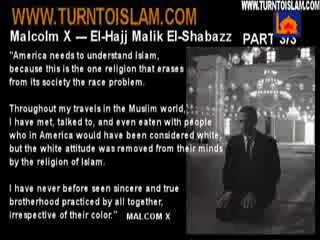 WWW.TURNTOISLAM.COM
WWW.TURNTOISLAM.COM
Malcolm X — El-Hajj Malik El-Shabazz PART 3/3
"America needs to understand Islam,
because this is the one religion that erases
from its society the race problem.
Throughout my travels in the Muslim world,
I have met, talked to, and even eaten with people
who in America would have been considered white,
but the white attitude was removed from their minds
by the religion of Islam.
I have never before seen sincere and true
brotherhood practiced by all together,
irrespective of their color." MALCOM X